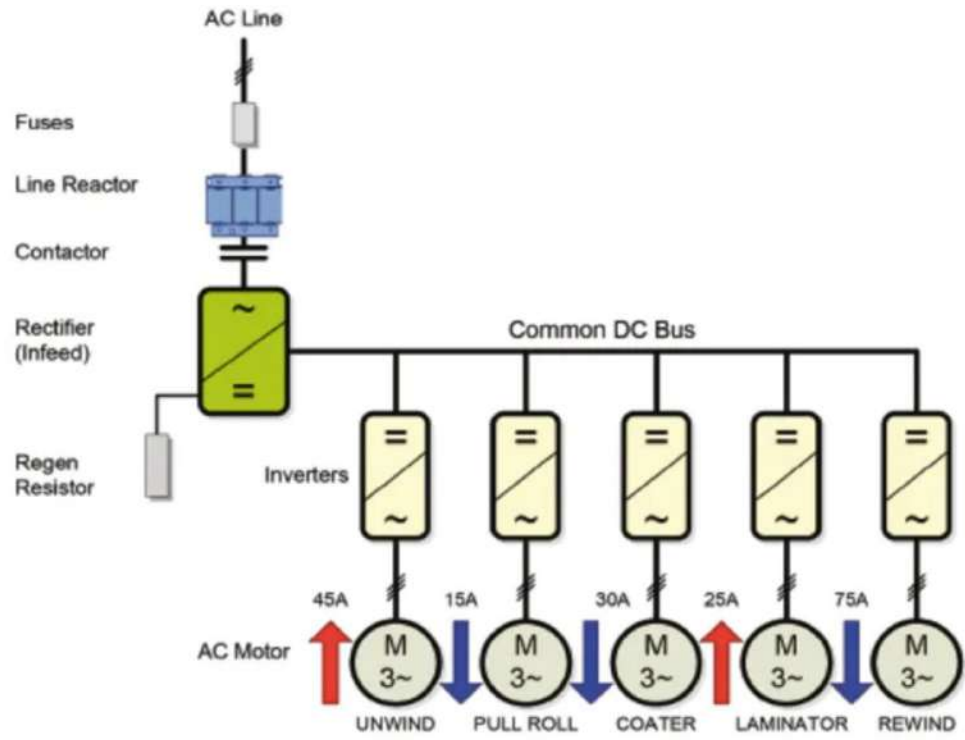 AC Line
Fuses
Line Reactor
Contactor
Rectifier
(Infeed)
Common DC Bus
Regen
Resistor
Inverters
45A
15A
30A
25A
75A
AC Motor
M
3~
M
3~
M
3~
M
3~
M
3~
UNWIND
PULL ROLL
COATER
LAMINATOR
REWIND